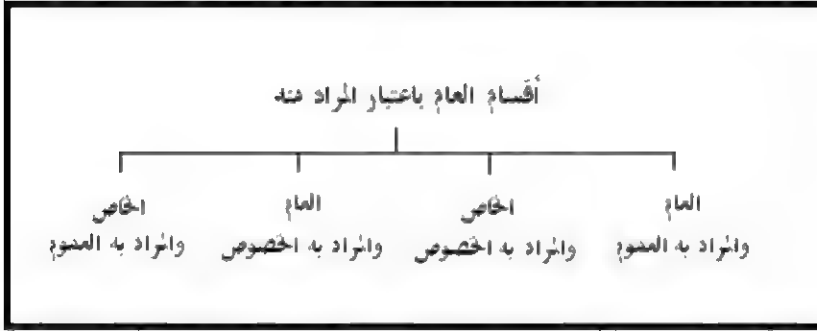 أقسام العام باعتبار المراد منه
العام
والمراد به العموم
الخاص
والمراد به الخصوص
العام
والمراد به الخصوص
الخاص
والمراد به العموم